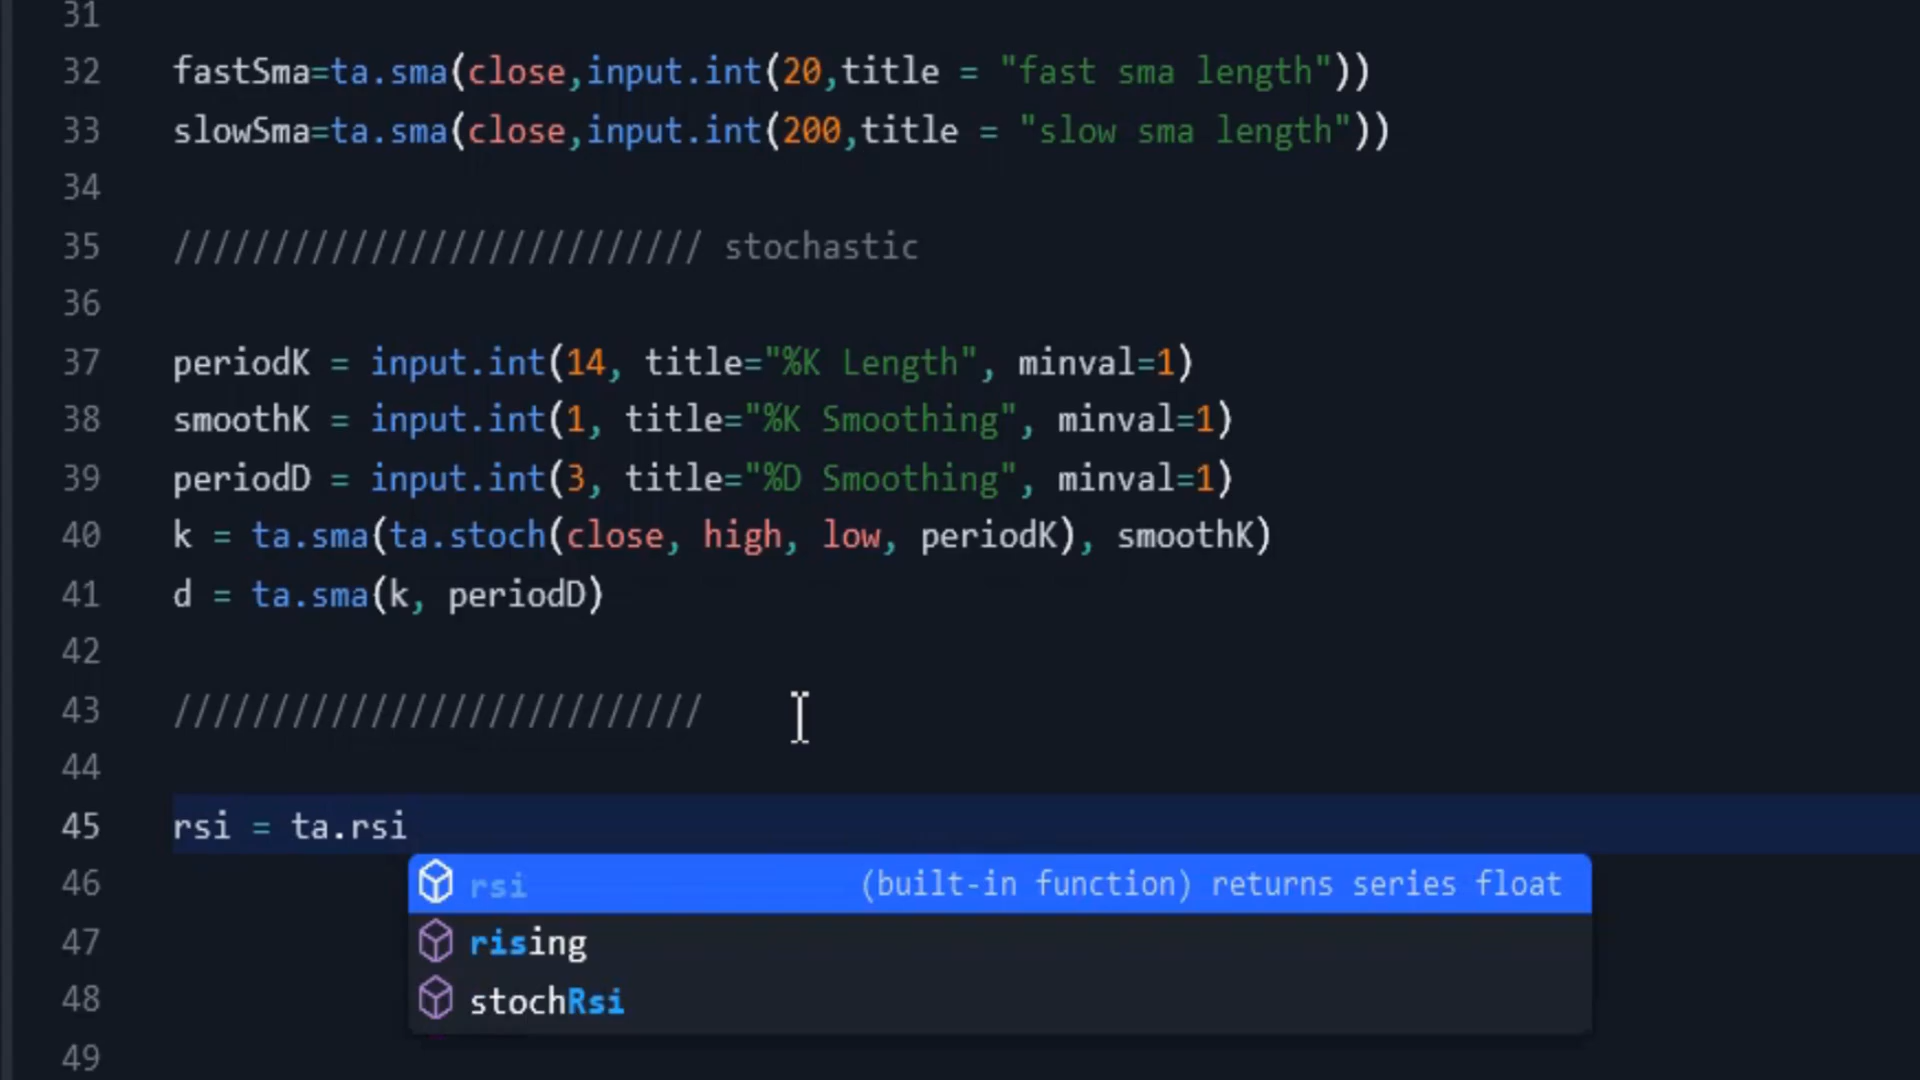 31
32 fastSma=ta.sma(close,input.int(20,title = "fast sma length"))
33 slowSma=ta.sma(close,input.int(200,title = "slow sma length"))
34
35 /////////////////////////// stochastic
36
37 periodK = input.int(14, title="%K Length", minval=1)
38 smoothK = input.int(1, title="%K Smoothing", minval=1)
39 periodD = input.int(3, title="%D Smoothing", minval=1)
40 k = ta.sma(ta.stoch(close, high, low, periodK), smoothK)
41 d = ta.sma(k, periodD)
42
43 ///////////////////////////
44
45 rsi = ta.rsi
46 rsi (built-in function) returns series float
47 rising
48 stochRsi
49